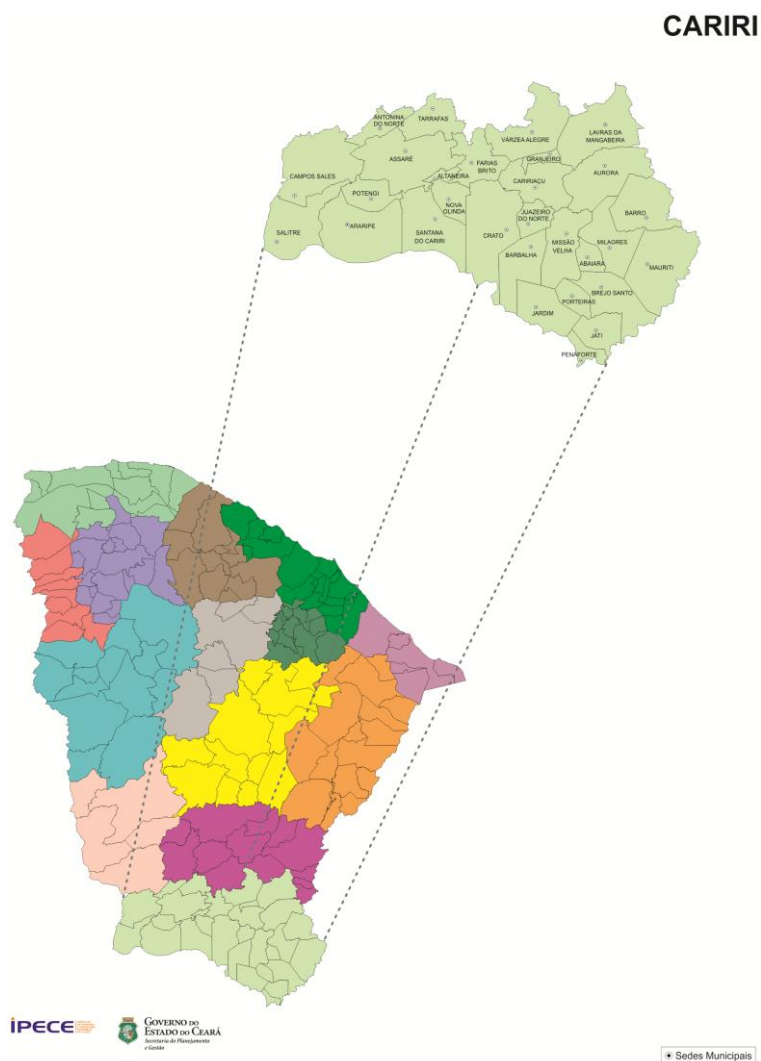 CARIRI
ANTONINA
DO NORTE
TARRAFAS
VÁRZEA ALEGRE
LAVRAS DA
MANGABEIRA
ASSARÉ
FARIAS
BRITO
GRANJEIRO
AURORA
CAMPOS SALES
ALTANEIRA
CARIRIAÇU
POTENGI
NOVA
OLINDA
JUAZEIRO
DO NORTE
BARRO
SALITRE
ARARIPE
SANTANA
DO CARIRI
CRATO
MISSÃO
VELHA
MILAGRES
BARBALHA
ABAIARA
MAURITI
BREJO SANTO
PORTEIRAS
JARDIM
JATI
PENAFORTE
IPECE
GOVERNO DO
ESTADO DO CEARÁ
Secretaria do Planejamento
e Gestão
Sedes Municipais